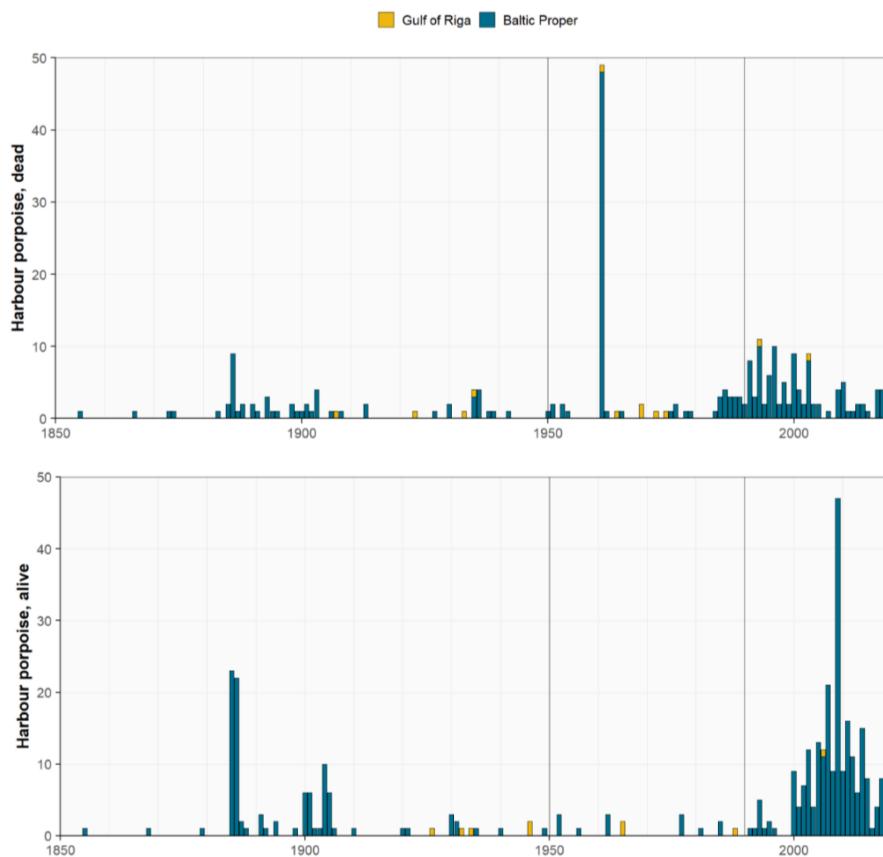 Gulf of Riga Baltic Proper
Harbour porpoise, dead
50
40
30
20
10
0
1850 1900 1950 2000
Harbour porpoise, alive
50
40
30
20
10
0
1850 1900 1950 2000